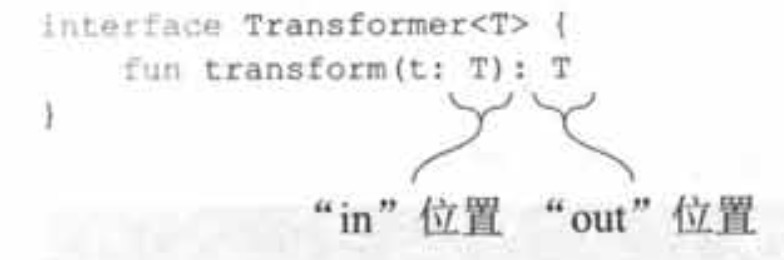 interface Transformer<T> {
    fun transform(t: T): T
}
“in” 位置 “out” 位置